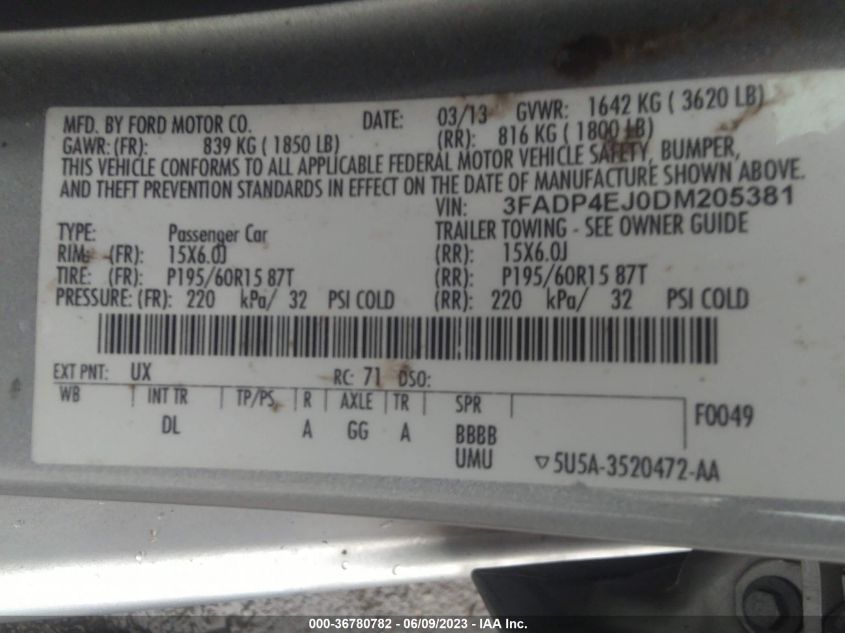 MFD. BY FORD MOTOR CO. DATE: 03/13 GVWR: 1642 KG ( 3620 LB)
GAWR: (FR): 839 KG ( 1850 LB) (RR): 816 KG ( 1800 LB)
THIS VEHICLE CONFORMS TO ALL APPLICABLE FEDERAL MOTOR VEHICLE SAFETY, BUMPER,
AND THEFT PREVENTION STANDARDS IN EFFECT ON THE DATE OF MANUFACTURE SHOWN ABOVE.
VIN: 3FADP4EJ0DM205381
TYPE: Passenger Car TRAILER TOWING - SEE OWNER GUIDE
RIM: (FR): 15X6.0J (RR): 15X6.0J
TIRE: (FR): P195/60R15 87T (RR): P195/60R15 87T
PRESSURE: (FR): 220 kPa/ 32 PSI COLD (RR): 220 kPa/ 32 PSI COLD
EXT PNT: UX RC: 71 DSO:
WB INT TR TP/PS R AXLE TR SPR F0049
DL A GG A BBBB
UMU ▽5U5A-3520472-AA
000-36780782 - 06/09/2023 - IAA Inc.